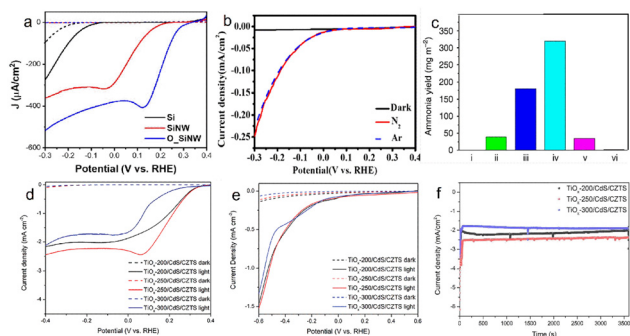 a
J (μA/cm²)
0
-200
-400
-600
Si
SiNW
O_SiNW
-0.3 -0.2 -0.1 0.0 0.1 0.2 0.3 0.4
Potential (V vs. RHE)
b
Current density(mA/cm²)
0.00
-0.05
-0.10
-0.15
-0.20
-0.25
Dark
N₂
Ar
-0.3 -0.2 -0.1 0.0 0.1 0.2 0.3 0.4
Potential (V vs. RHE)
c
Ammonia yield (mg m⁻²)
400
350
300
250
200
150
100
50
0
i ii iii iv v vi
d
Current density (mA cm⁻²)
0
-1
-2
-3
-4
TiO₂-200/CdS/CZTS dark
TiO₂-200/CdS/CZTS light
TiO₂-250/CdS/CZTS dark
TiO₂-250/CdS/CZTS light
TiO₂-300/CdS/CZTS dark
TiO₂-300/CdS/CZTS light
-0.4 -0.2 0.0 0.2 0.4
Potential (V vs. RHE)
e
Current Density (mA cm⁻²)
0.0
-0.5
-1.0
-1.5
TiO₂-200/CdS/CZTS dark
TiO₂-200/CdS/CZTS light
TiO₂-250/CdS/CZTS dark
TiO₂-250/CdS/CZTS light
TiO₂-300/CdS/CZTS dark
TiO₂-300/CdS/CZTS light
-0.6 -0.4 -0.2 0.0 0.2 0.4 0.6
Potential (V vs. RHE)
f
Current Density (mA cm⁻²)
0
-1
-2
-3
-4
-5
-6
-7
-8
TiO₂-200/CdS/CZTS
TiO₂-250/CdS/CZTS
TiO₂-300/CdS/CZTS
0 500 1000 1500 2000 2500 3000 3500
Time (s)